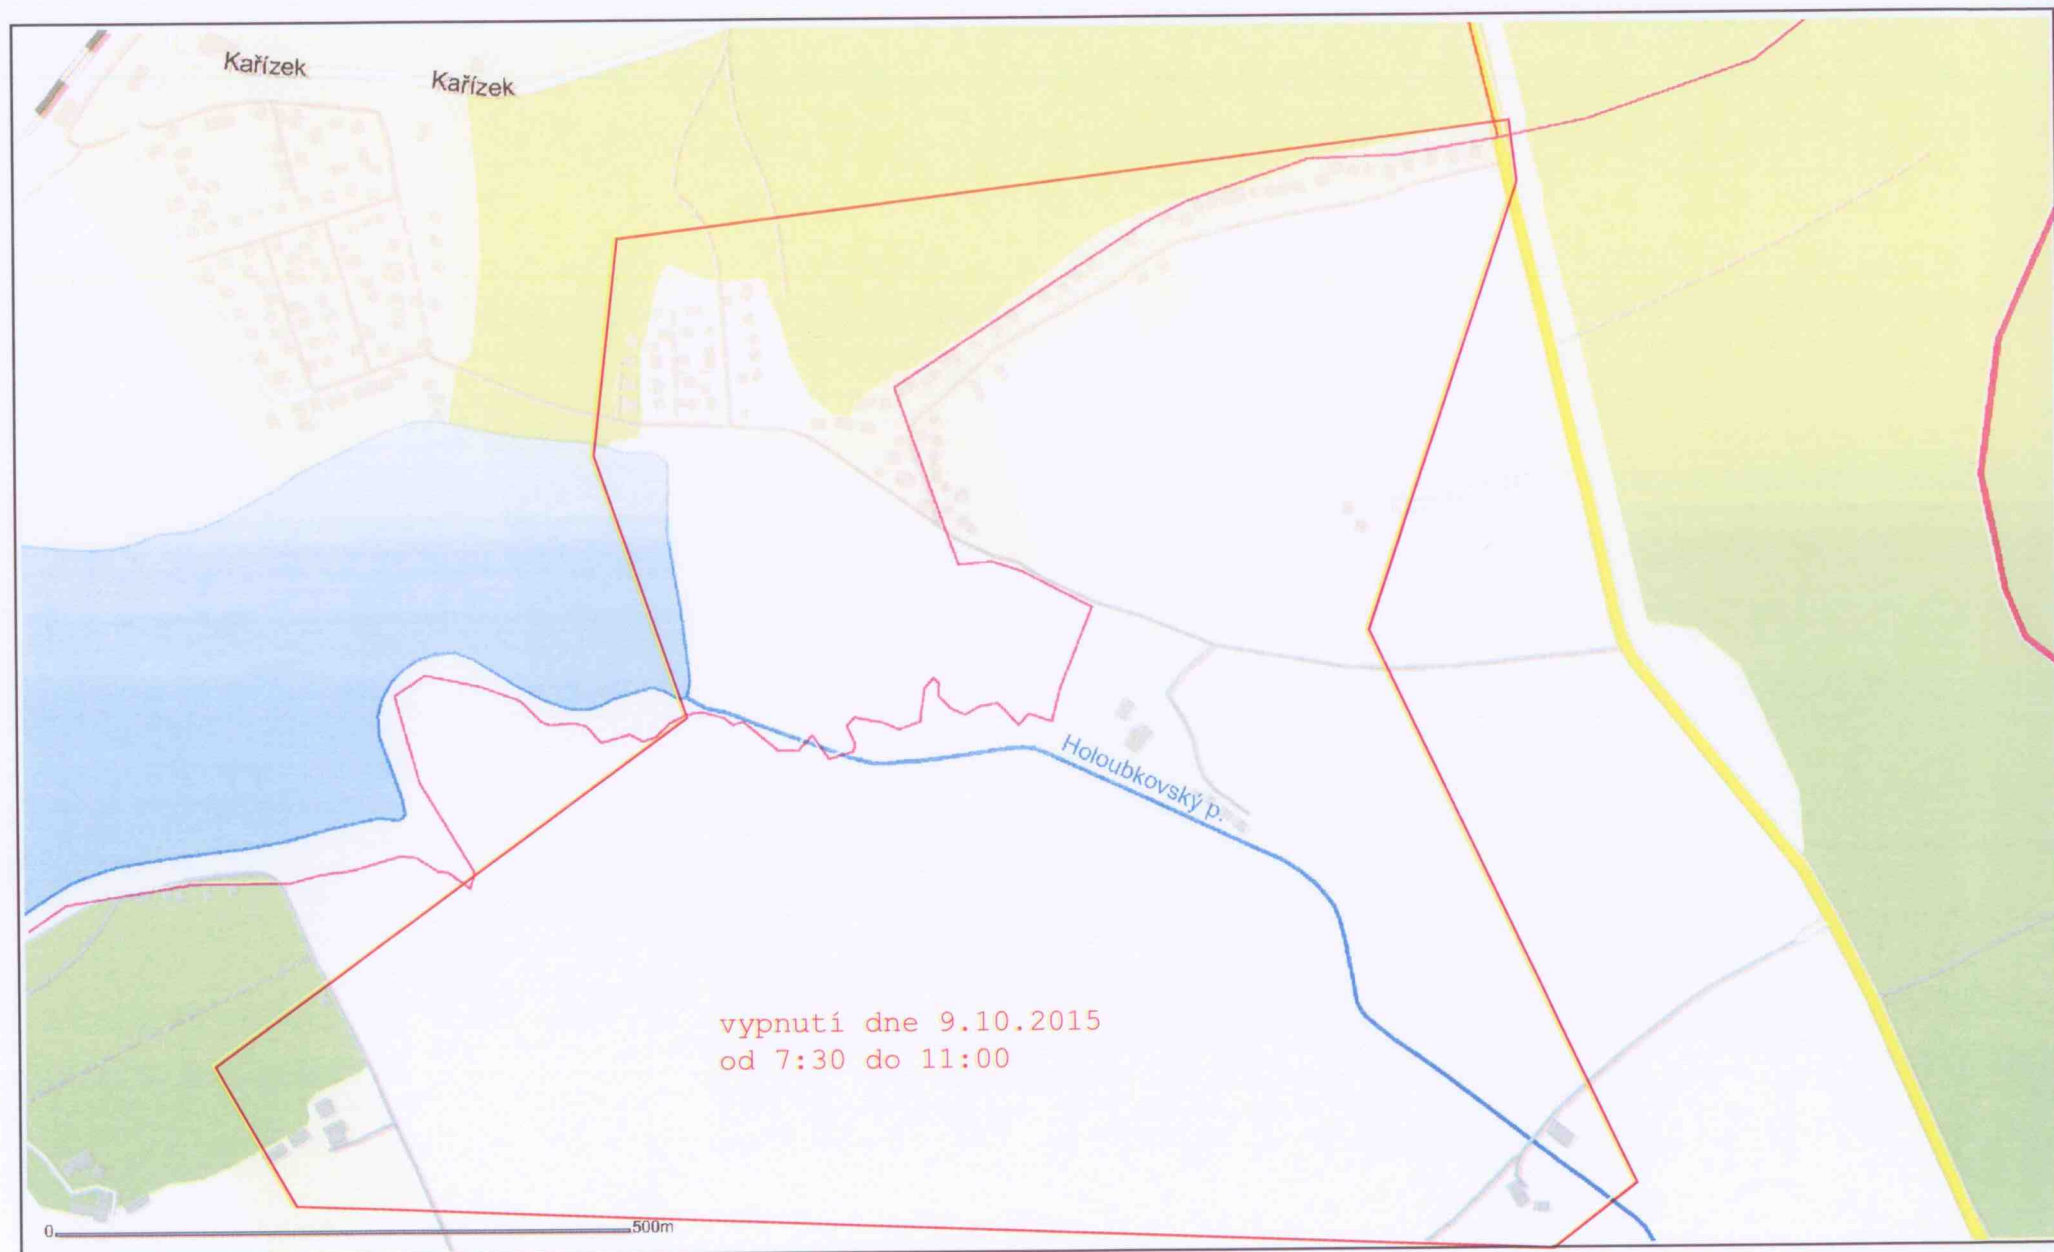 Kařízek
Kařízek
Holoubkovský p.
vypnutí dne 9.10.2015
od 7:30 do 11:00
0
500m